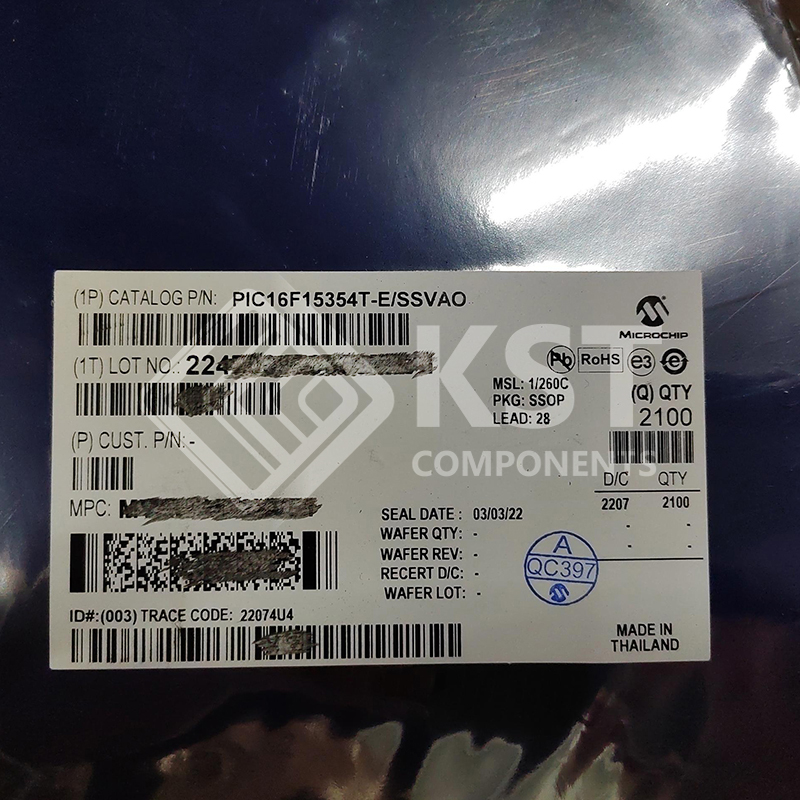 (1P) CATALOG P/N: PIC16F15354T-E/SSVAO
MICROCHIP
(1T) LOT NO.: 224
Pb RoHS e3 e
MSL: 1/260C
PKG: SSOP
LEAD: 28
(Q) QTY
2100
KST
COMPONENTS
(P) CUST. P/N: -
D/C QTY
2207 2100
- -
- -
MPC: M
SEAL DATE : 03/03/22
WAFER QTY: -
WAFER REV: -
RECERT D/C: -
WAFER LOT: -
A
QC397
ID#:(003) TRACE CODE: 22074U4
MADE IN
THAILAND